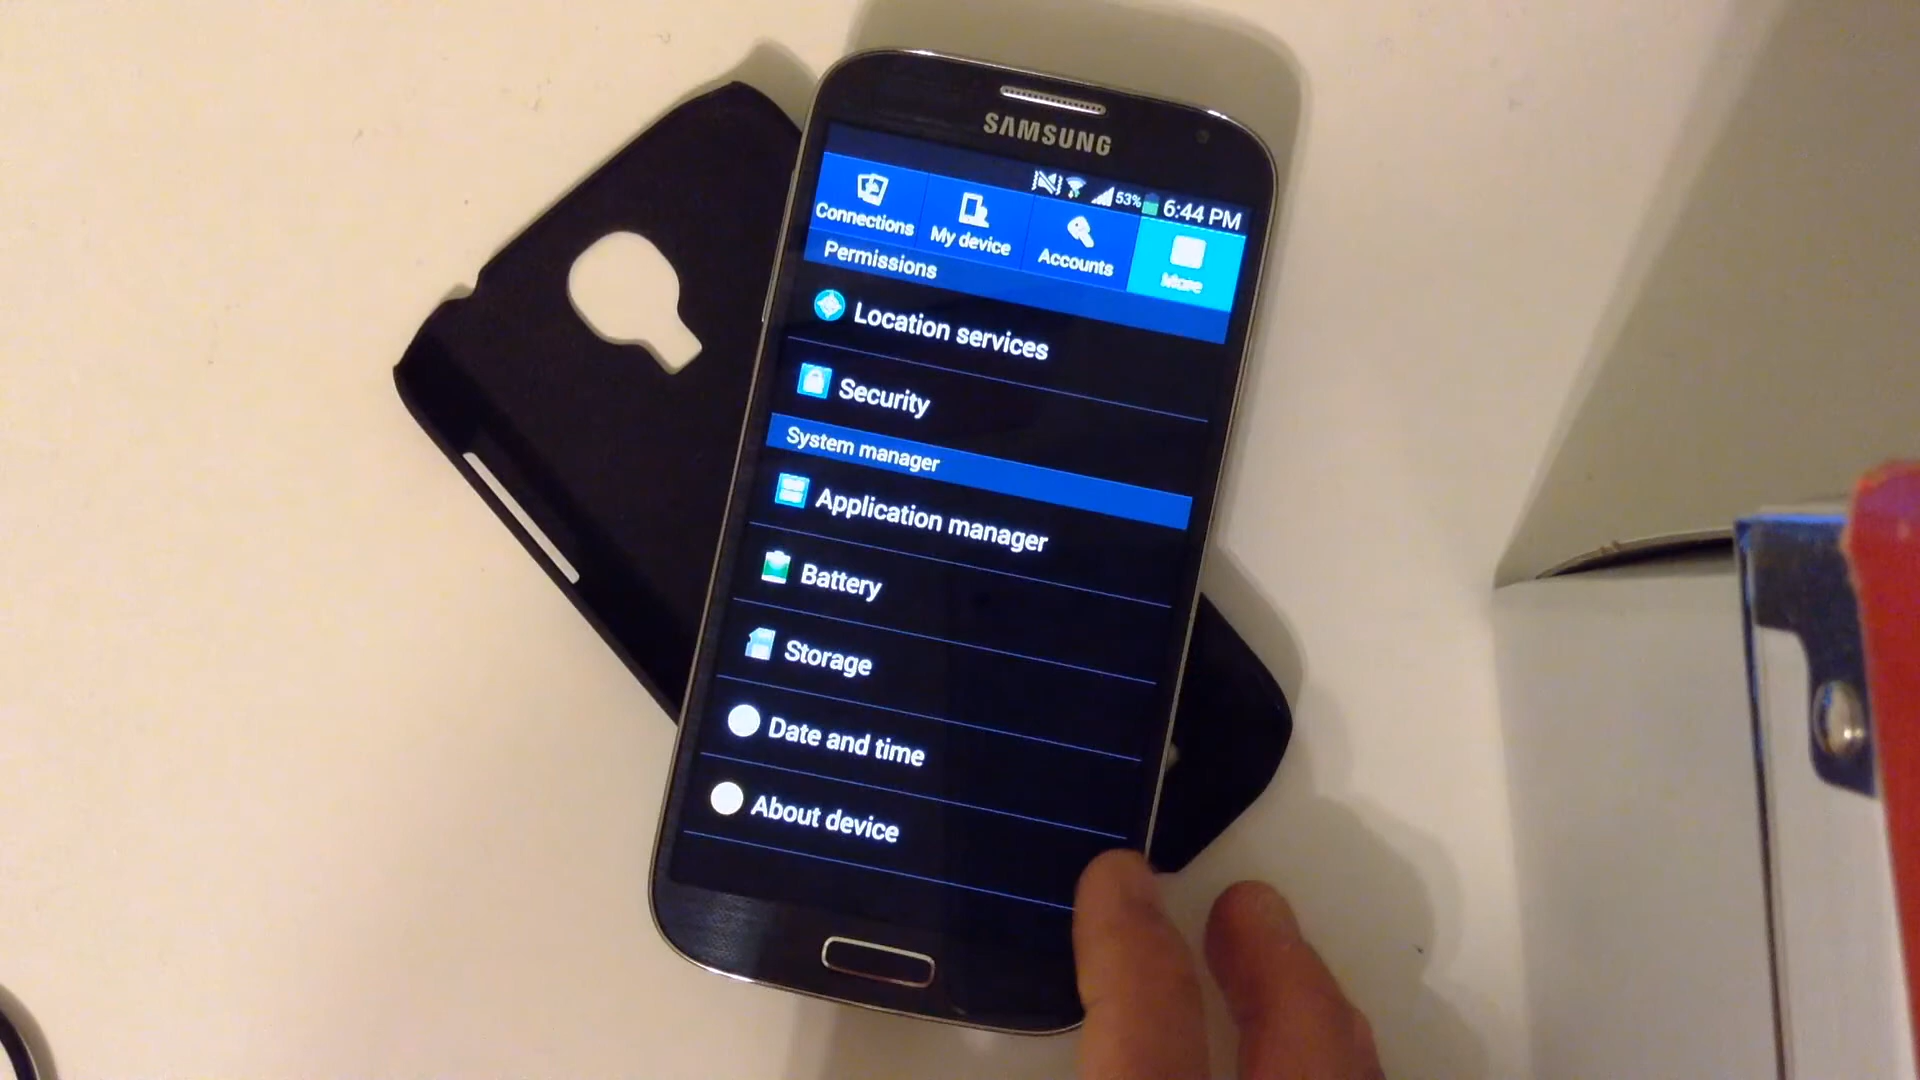 SAMSUNG
53% 6:44 PM
Connections
My device
Accounts
More
Permissions
Location services
Security
System manager
Application manager
Battery
Storage
Date and time
About device